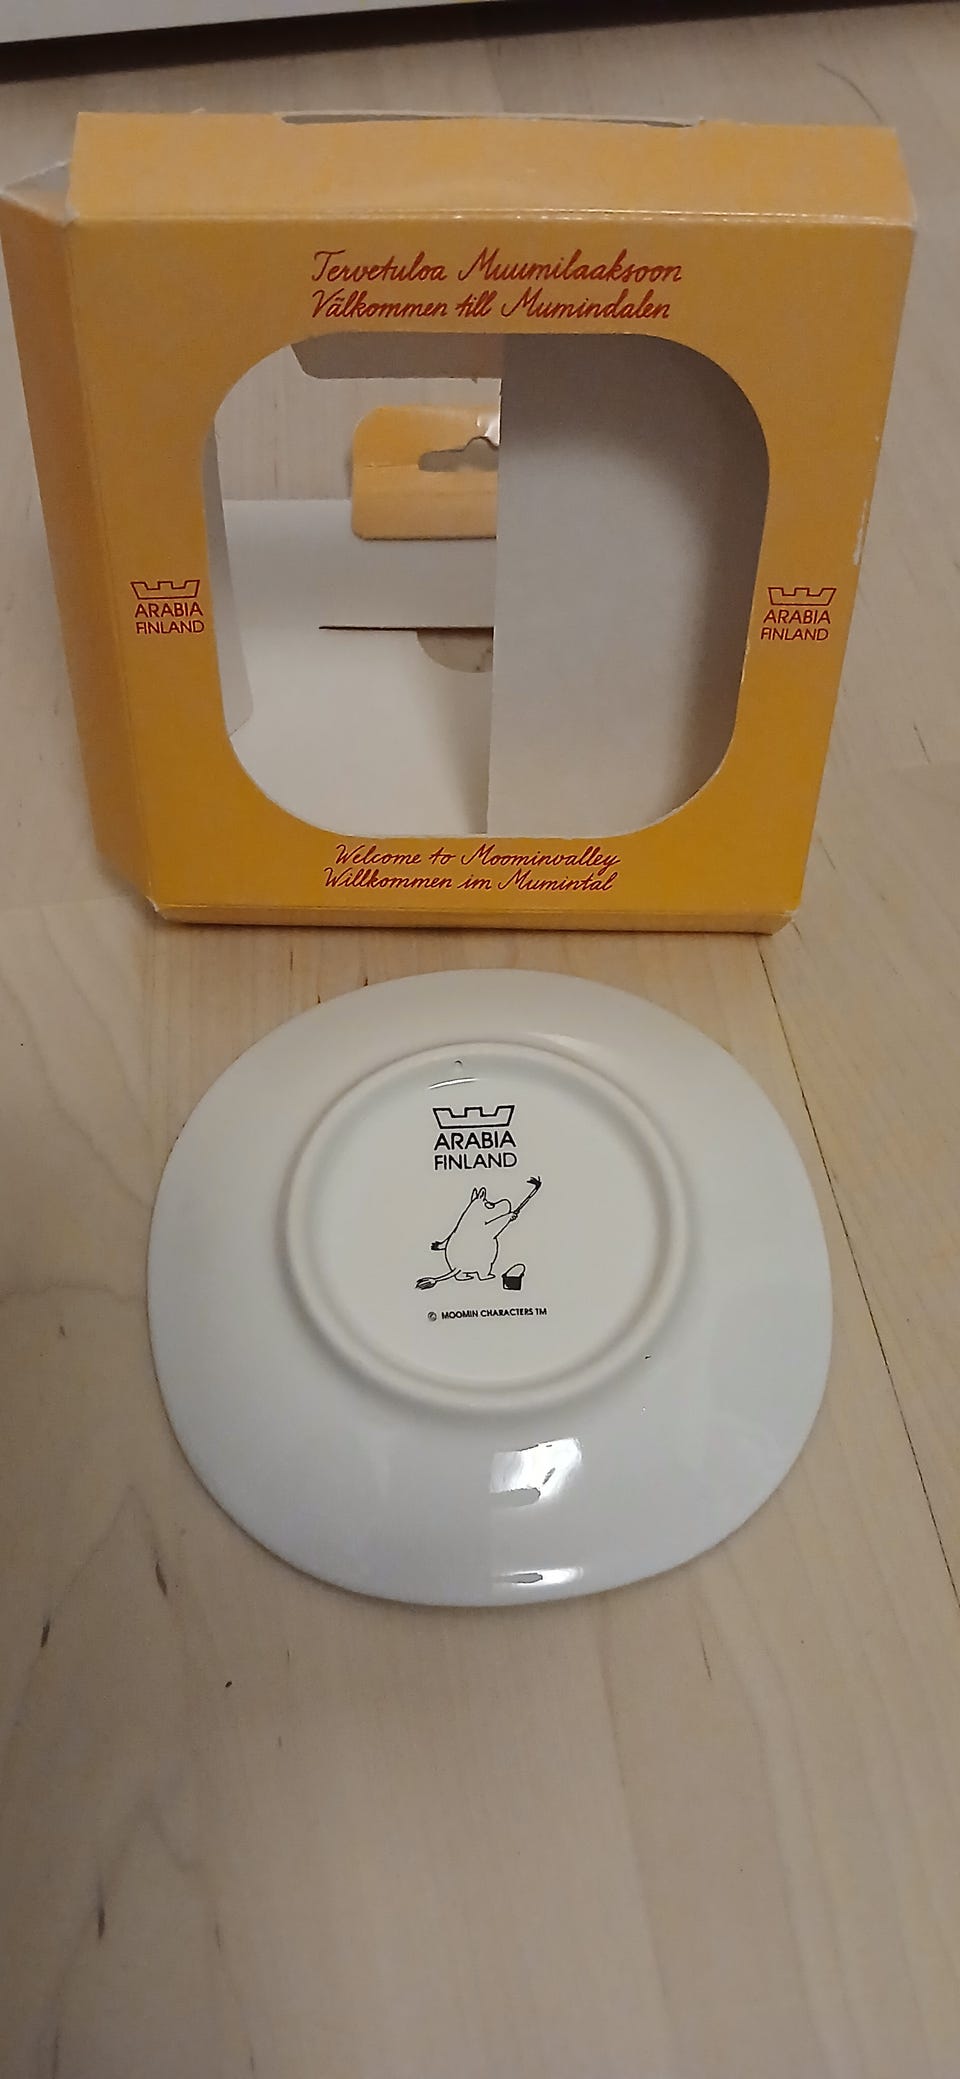 Tervetuloa Muumilaaksoon
Välkommen till Mumindalen
ARABIA
FINLAND
ARABIA
FINLAND
Welcome to Moominvalley
Willkommen im Mumintal
ARABIA
FINLAND
© MOOMIN CHARACTERS TM